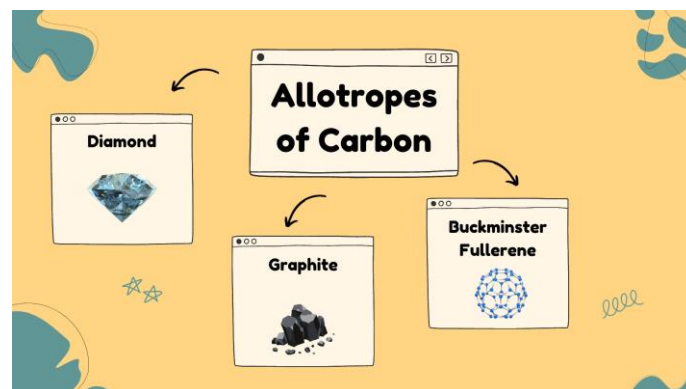 Allotropes
of Carbon
Diamond
Graphite
Buckminster
Fullerene